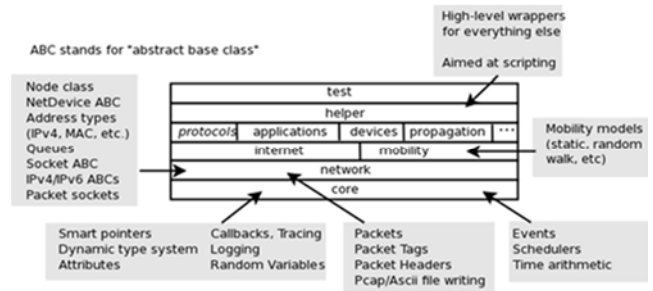 High-level wrappers
for everything else
Aimed at scripting
ABC stands for "abstract base class"
Node class
NetDevice ABC
Address types
(IPv4, MAC, etc.)
Queues
Socket ABC
IPv4/IPv6 ABCs
Packet sockets
test
helper
protocols applications devices propagation ...
internet mobility
network
core
Mobility models
(static, random
walk, etc)
Smart pointers
Dynamic type system
Attributes
Callbacks, Tracing
Logging
Random Variables
Packets
Packet Tags
Packet Headers
Pcap/Ascii file writing
Events
Schedulers
Time arithmetic